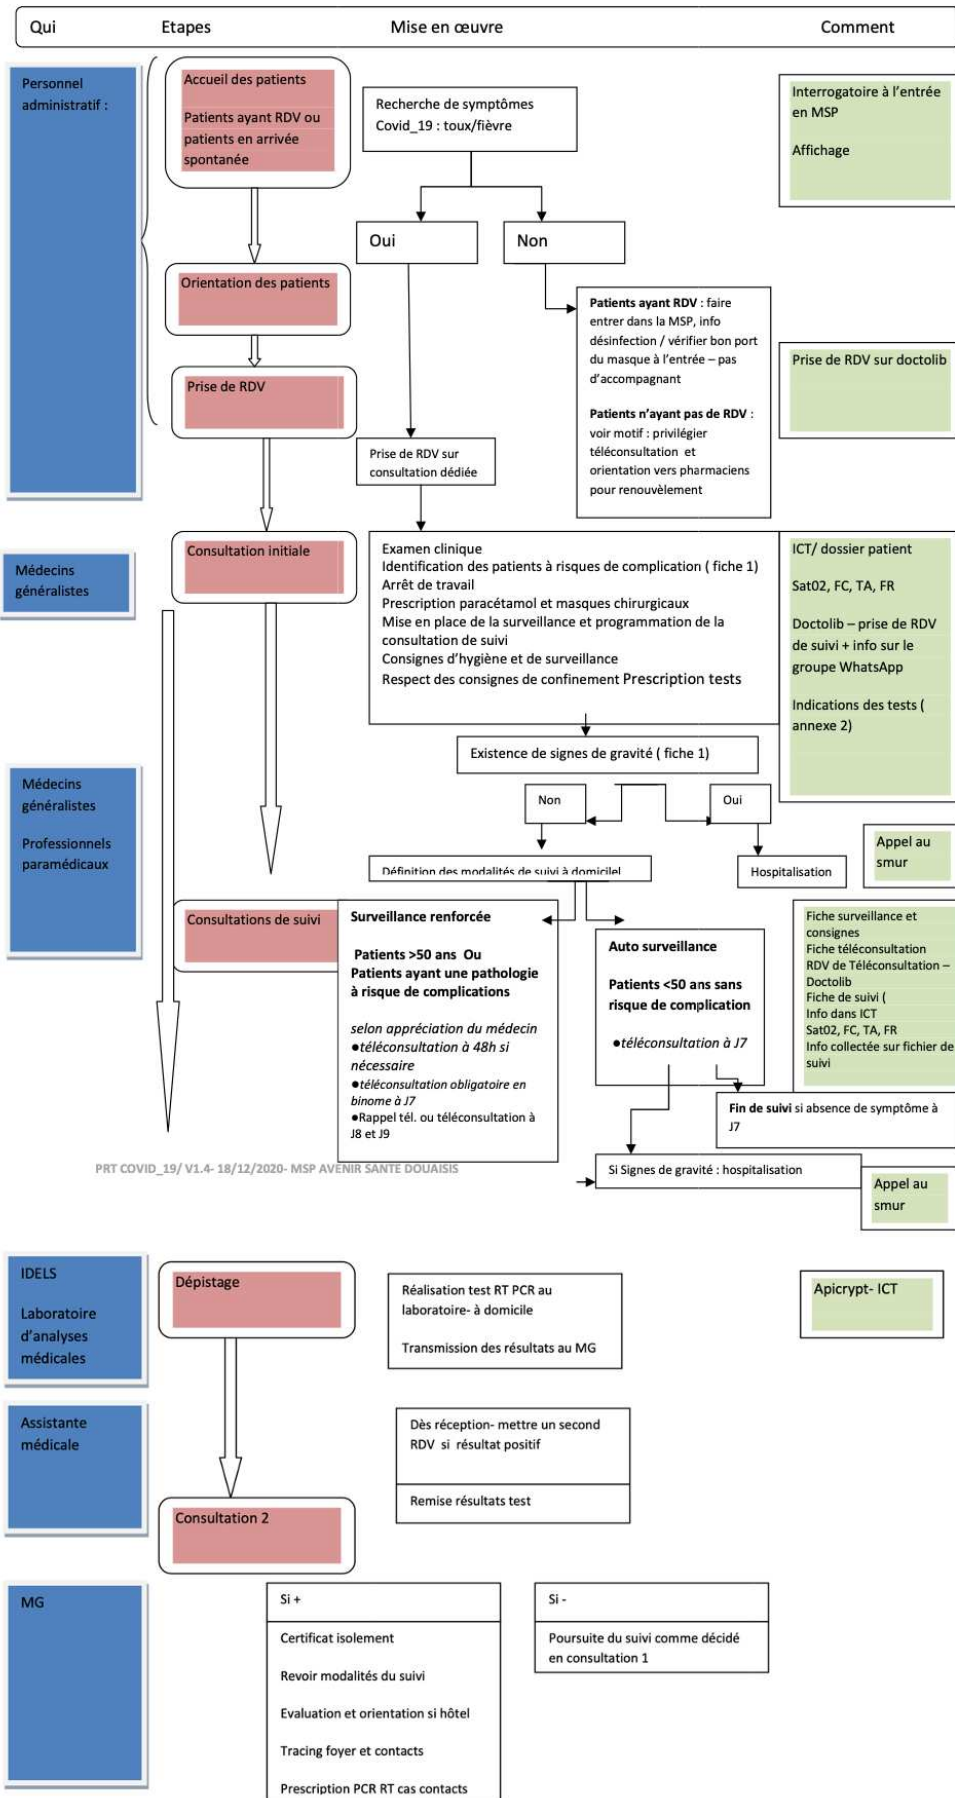 Qui Etapes Mise en œuvre Comment
Personnel
administratif :
Accueil des patients
Patients ayant RDV ou
patients en arrivée
spontanée
Recherche de symptômes
Covid_19 : toux/fièvre
Interrogatoire à l'entrée
en MSP
Affichage
Oui
Non
Orientation des patients
Patients ayant RDV : faire
entrer dans la MSP, info
désinfection / vérifier bon port
du masque à l'entrée – pas
d'accompagnant
Patients n'ayant pas de RDV :
voir motif : privilégier
téléconsultation et
orientation vers pharmaciens
pour renouvèlement
Prise de RDV sur doctolib
Prise de RDV
Prise de RDV sur
consultation dédiée
Médecins
généralistes
Consultation initiale
Examen clinique
Identification des patients à risques de complication ( fiche 1)
Arrêt de travail
Prescription paracétamol et masques chirurgicaux
Mise en place de la surveillance et programmation de la
consultation de suivi
Consignes d'hygiène et de surveillance
Respect des consignes de confinement Prescription tests
ICT/ dossier patient
Sat02, FC, TA, FR
Doctolib – prise de RDV
de suivi + info sur le
groupe WhatsApp
Indications des tests (
annexe 2)
Existence de signes de gravité ( fiche 1)
Médecins
généralistes
Professionnels
paramédicaux
Non
Oui
Définition des modalités de suivi à domicilel
Hospitalisation
Appel au
smur
Consultations de suivi
Surveillance renforcée
Patients >50 ans Ou
Patients ayant une pathologie
à risque de complications
selon appréciation du médecin
●téléconsultation à 48h si
nécessaire
●téléconsultation obligatoire en
binome à J7
●Rappel tél. ou téléconsultation à
J8 et J9
Auto surveillance
Patients <50 ans sans
risque de complication
●téléconsultation à J7
Fiche surveillance et
consignes
Fiche téléconsultation
RDV de Téléconsultation –
Doctolib
Fiche de suivi (
Info dans ICT
Sat02, FC, TA, FR
Info collectée sur fichier de
suivi
Fin de suivi si absence de symptôme à
J7
PRT COVID_19/ V1.4- 18/12/2020- MSP AVENIR SANTE DOUAISIS
Si Signes de gravité : hospitalisation
Appel au
smur
IDELS
Laboratoire
d'analyses
médicales
Dépistage
Réalisation test RT PCR au
laboratoire- à domicile
Transmission des résultats au MG
Apicrypt- ICT
Assistante
médicale
Dès réception- mettre un second
RDV si résultat positif
Remise résultats test
Consultation 2
MG
Si +
Certificat isolement
Revoir modalités du suivi
Evaluation et orientation si hôtel
Tracing foyer et contacts
Prescription PCR RT cas contacts
Si -
Poursuite du suivi comme décidé
en consultation 1